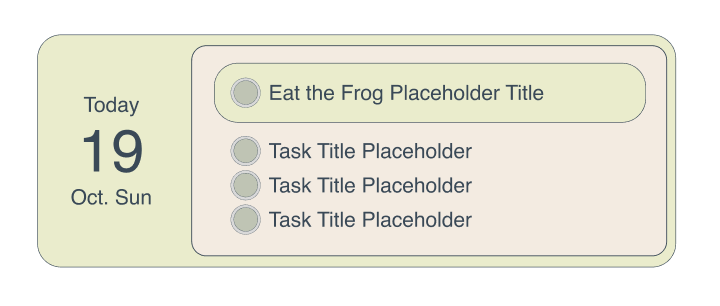 Today
19
Oct. Sun
Eat the Frog Placeholder Title
Task Title Placeholder
Task Title Placeholder
Task Title Placeholder